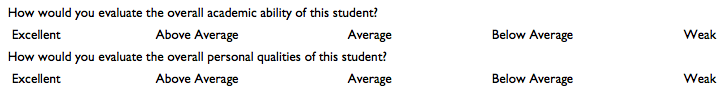 How would you evaluate the overall academic ability of this student?
Excellent Above Average Average Below Average Weak
How would you evaluate the overall personal qualities of this student?
Excellent Above Average Average Below Average Weak